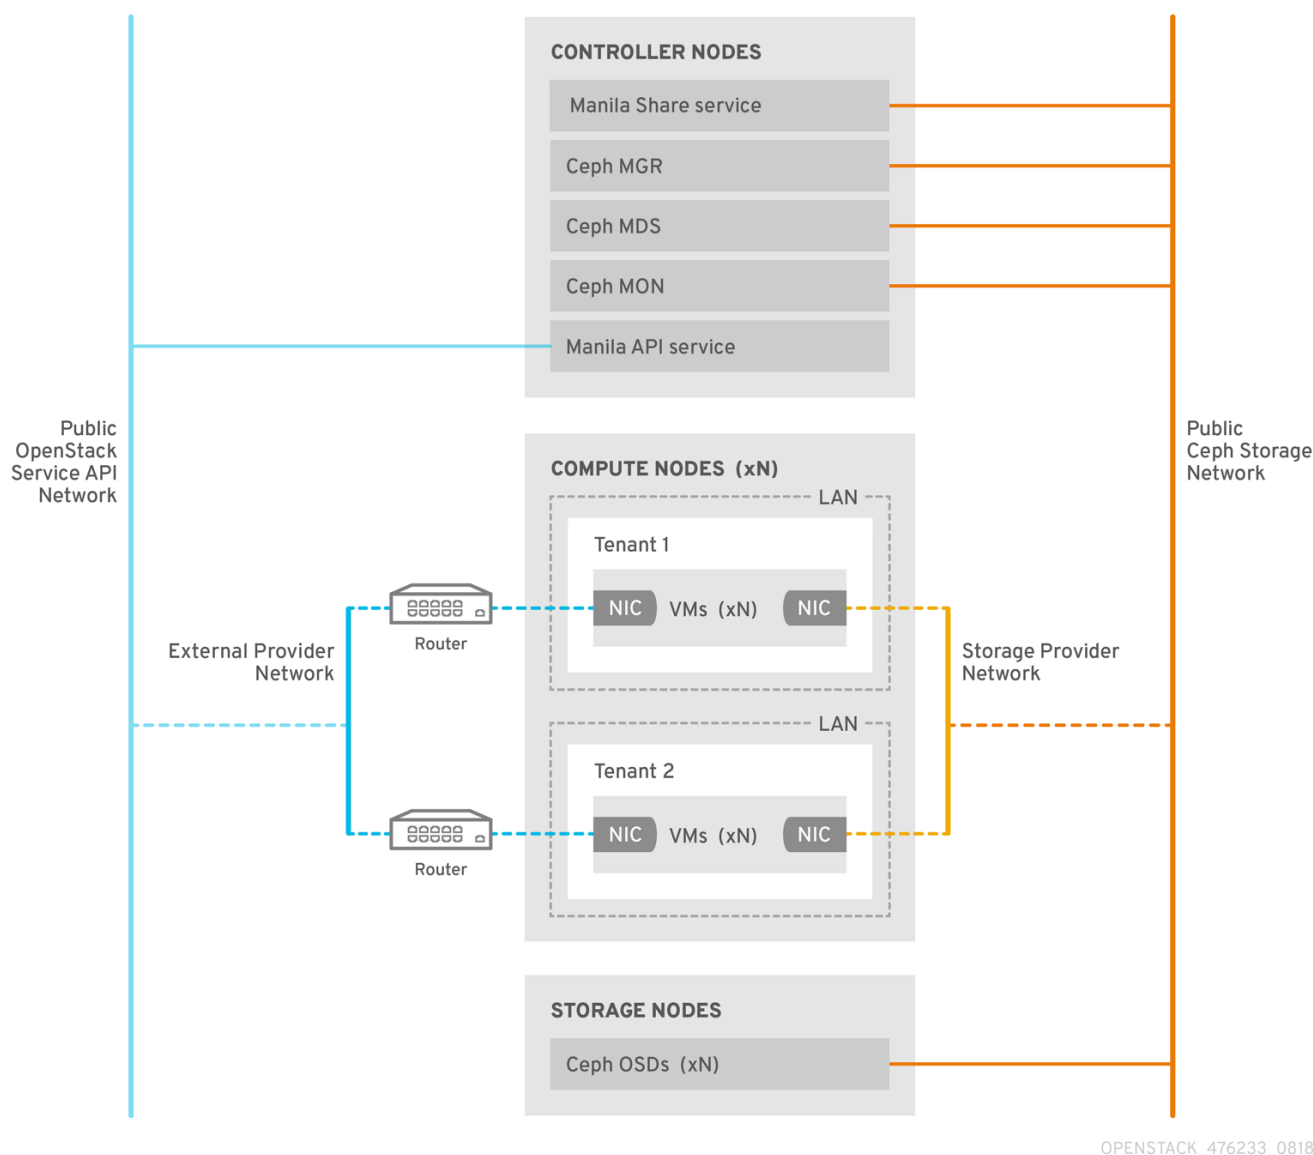 CONTROLLER NODES
Manila Share service
Ceph MGR
Ceph MDS
Ceph MON
Manila API service
Public
OpenStack
Service API
Network
Public
Ceph Storage
Network
COMPUTE NODES (xN)
LAN
Tenant 1
NIC VMs (xN) NIC
Router
External Provider
Network
Storage Provider
Network
LAN
Tenant 2
NIC VMs (xN) NIC
Router
STORAGE NODES
Ceph OSDs (xN)
OPENSTACK 476233 0818